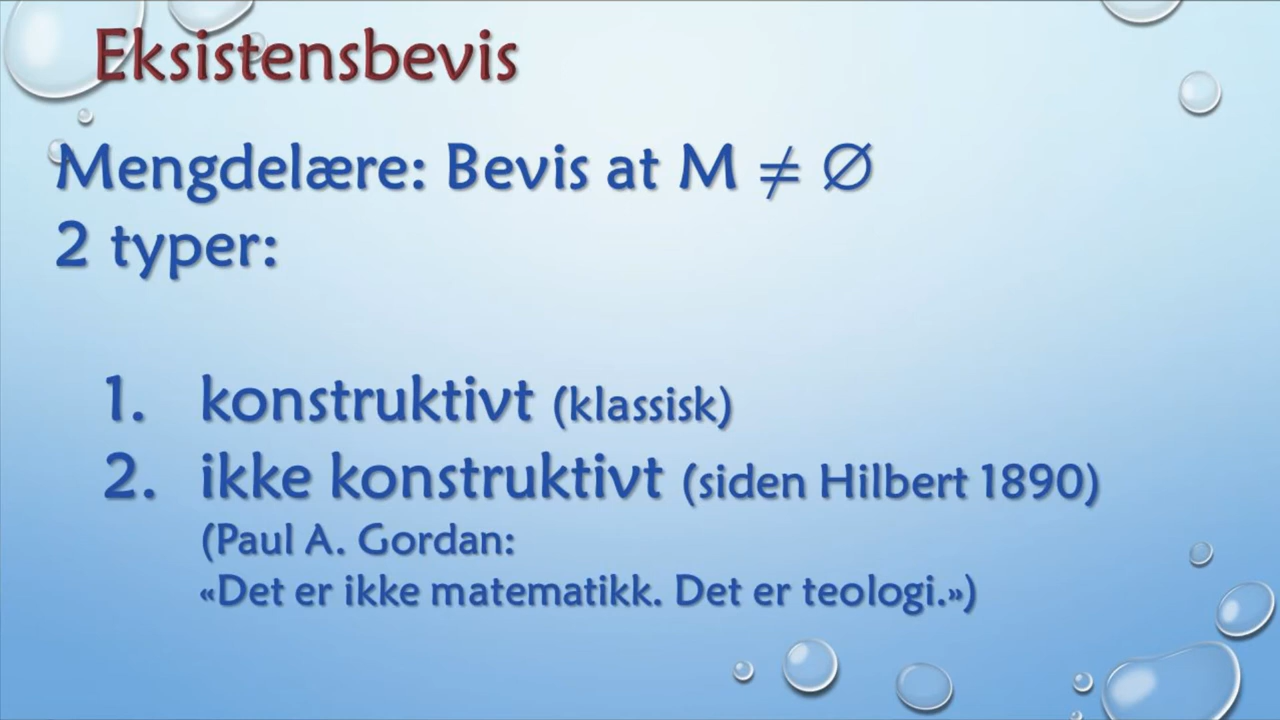 Eksistensbevis
Mengdelære: Bevis at M ≠ ∅
2 typer:
1. konstruktivt (klassisk)
2. ikke konstruktivt (siden Hilbert 1890)
(Paul A. Gordan:
«Det er ikke matematikk. Det er teologi.»)